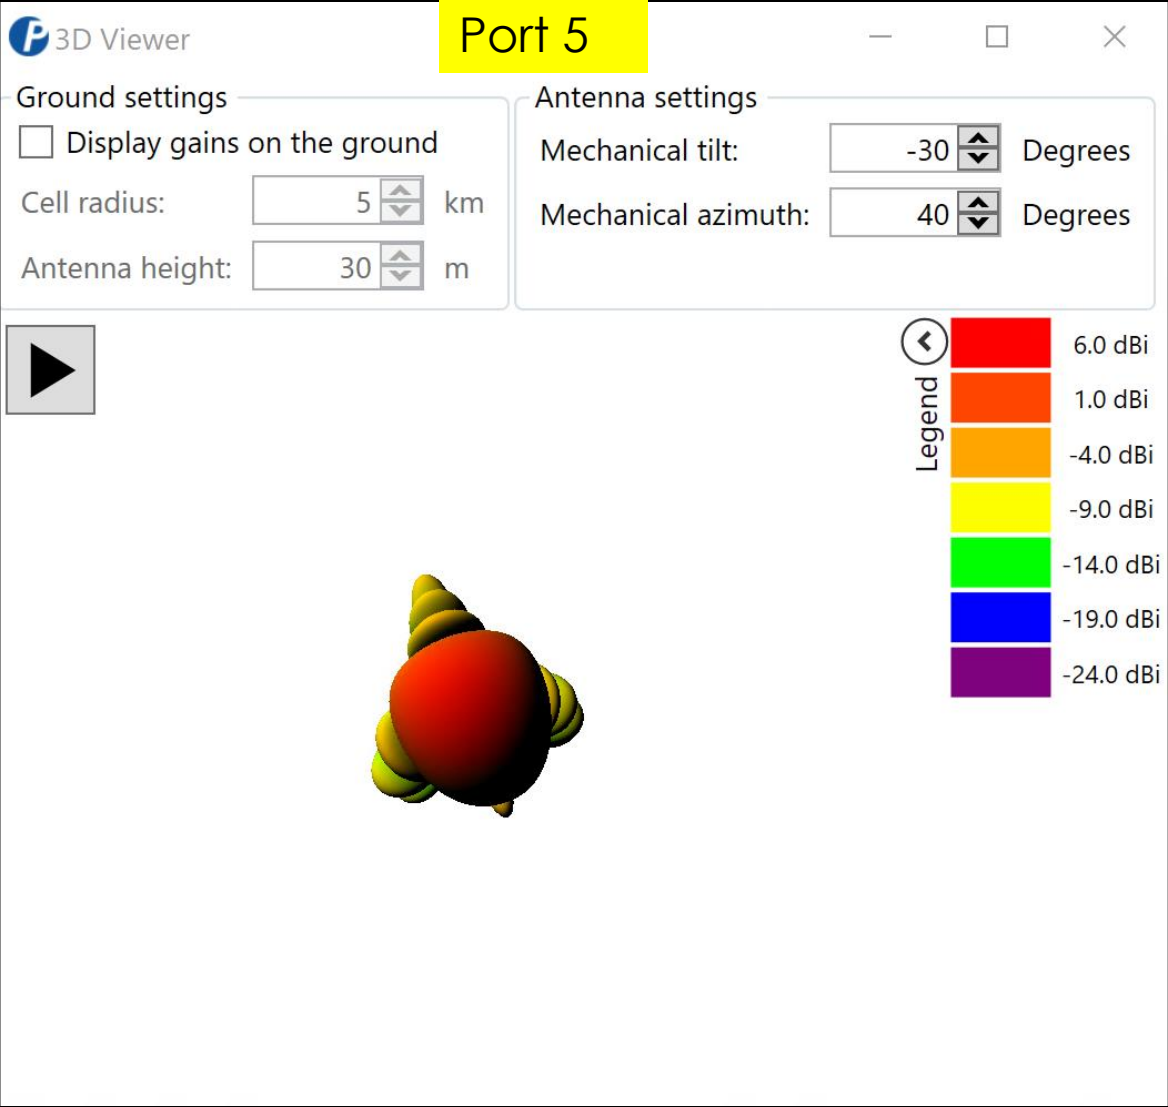 3D Viewer
Port 5
Ground settings
Display gains on the ground
Cell radius: 5 km
Antenna height: 30 m
Antenna settings
Mechanical tilt: -30 Degrees
Mechanical azimuth: 40 Degrees
Legend
6.0 dBi
1.0 dBi
-4.0 dBi
-9.0 dBi
-14.0 dBi
-19.0 dBi
-24.0 dBi